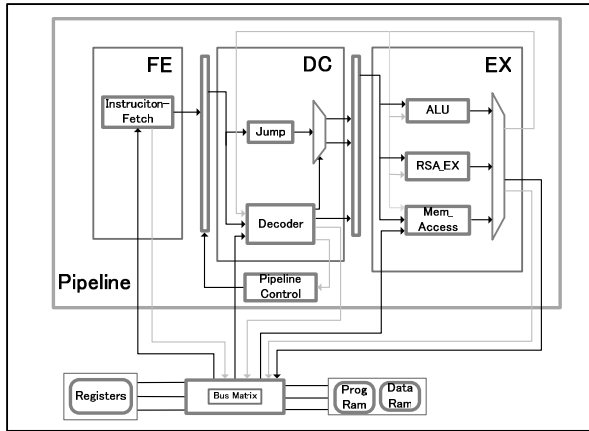 FE
DC
EX
Instruciton-
Fetch
Jump
ALU
RSA_EX
Decoder
Mem_
Access
Pipeline
Pipeline
Control
Registers
Bus Matrix
Prog
Ram
Data
Ram